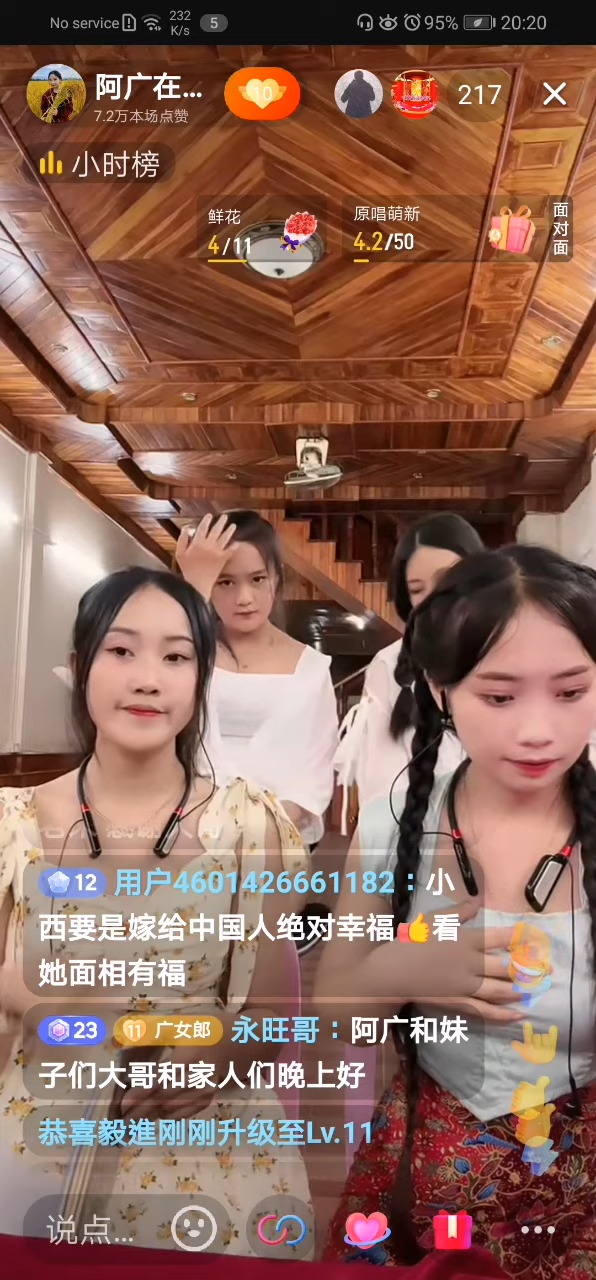 No service
232
K/s
5
95%
20:20
阿广在...
7.2万本场点赞
10
217
小时榜
鲜花
4/11
原唱萌新
4.2/50
面对面
12 用户4601426661182：小
西要是嫁给中国人绝对幸福👍看
她面相有福
23 11 广女郎 永旺哥：阿广和妹
子们大哥和家人们晚上好
恭喜毅進刚刚升级至Lv.11
说点...